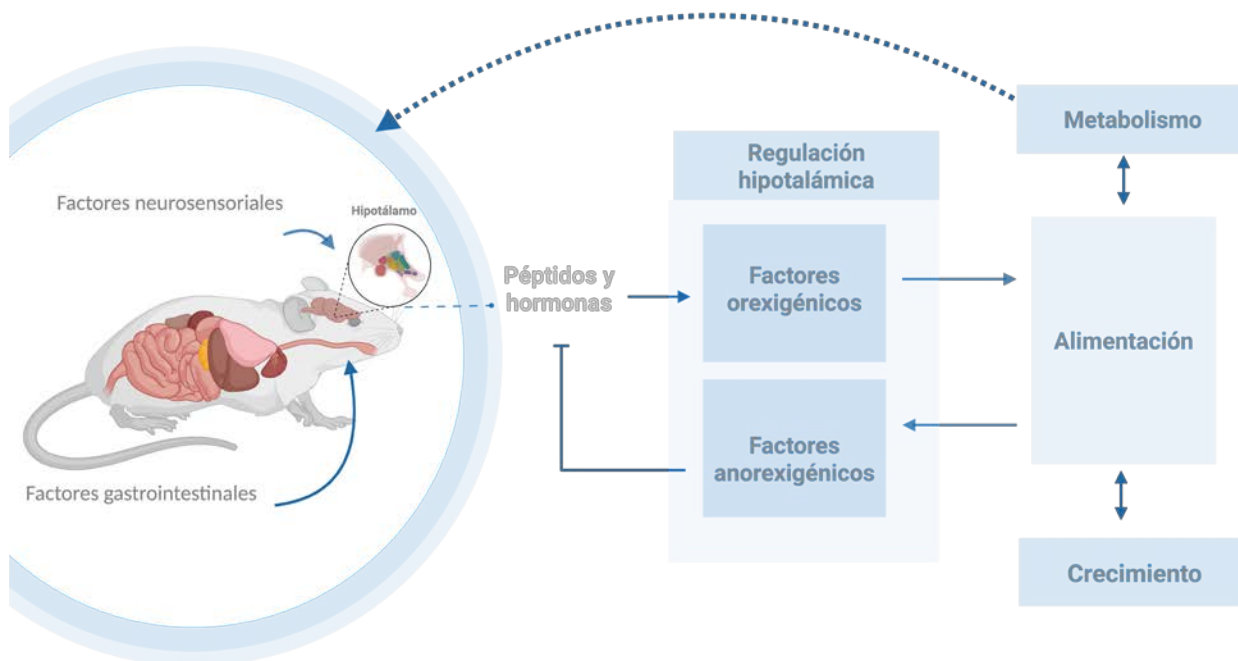 Factores neurosensoriales
Hipotálamo
Factores gastrointestinales
Péptidos y
hormonas
Regulación
hipotalámica
Factores
orexigénicos
Factores
anorexigénicos
Metabolismo
Alimentación
Crecimiento